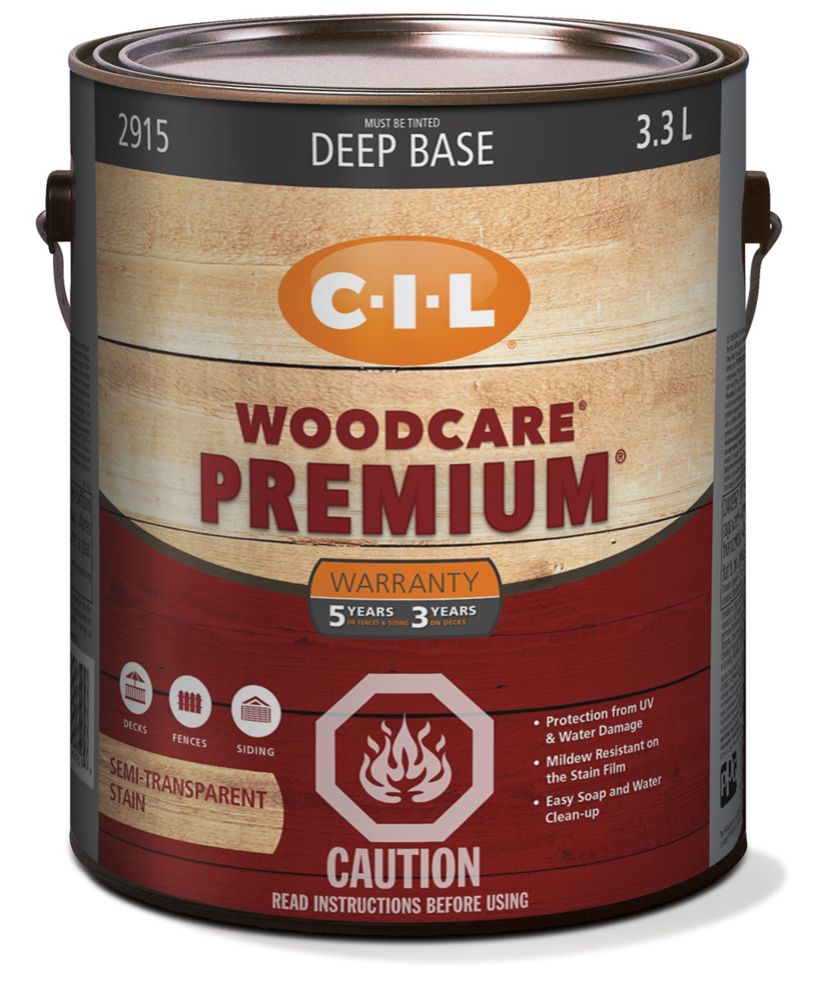 2915
MUST BE TINTED
DEEP BASE
3.3 L
C·I·L®
WOODCARE®
PREMIUM®
WARRANTY
5 YEARS ON FENCES & SIDING 3 YEARS ON DECKS
DECKS
FENCES
SIDING
SEMI-TRANSPARENT
STAIN
• Protection from UV
& Water Damage
• Mildew Resistant on
the Stain Film
• Easy Soap and Water
Clean-up
CAUTION
READ INSTRUCTIONS BEFORE USING
PPG